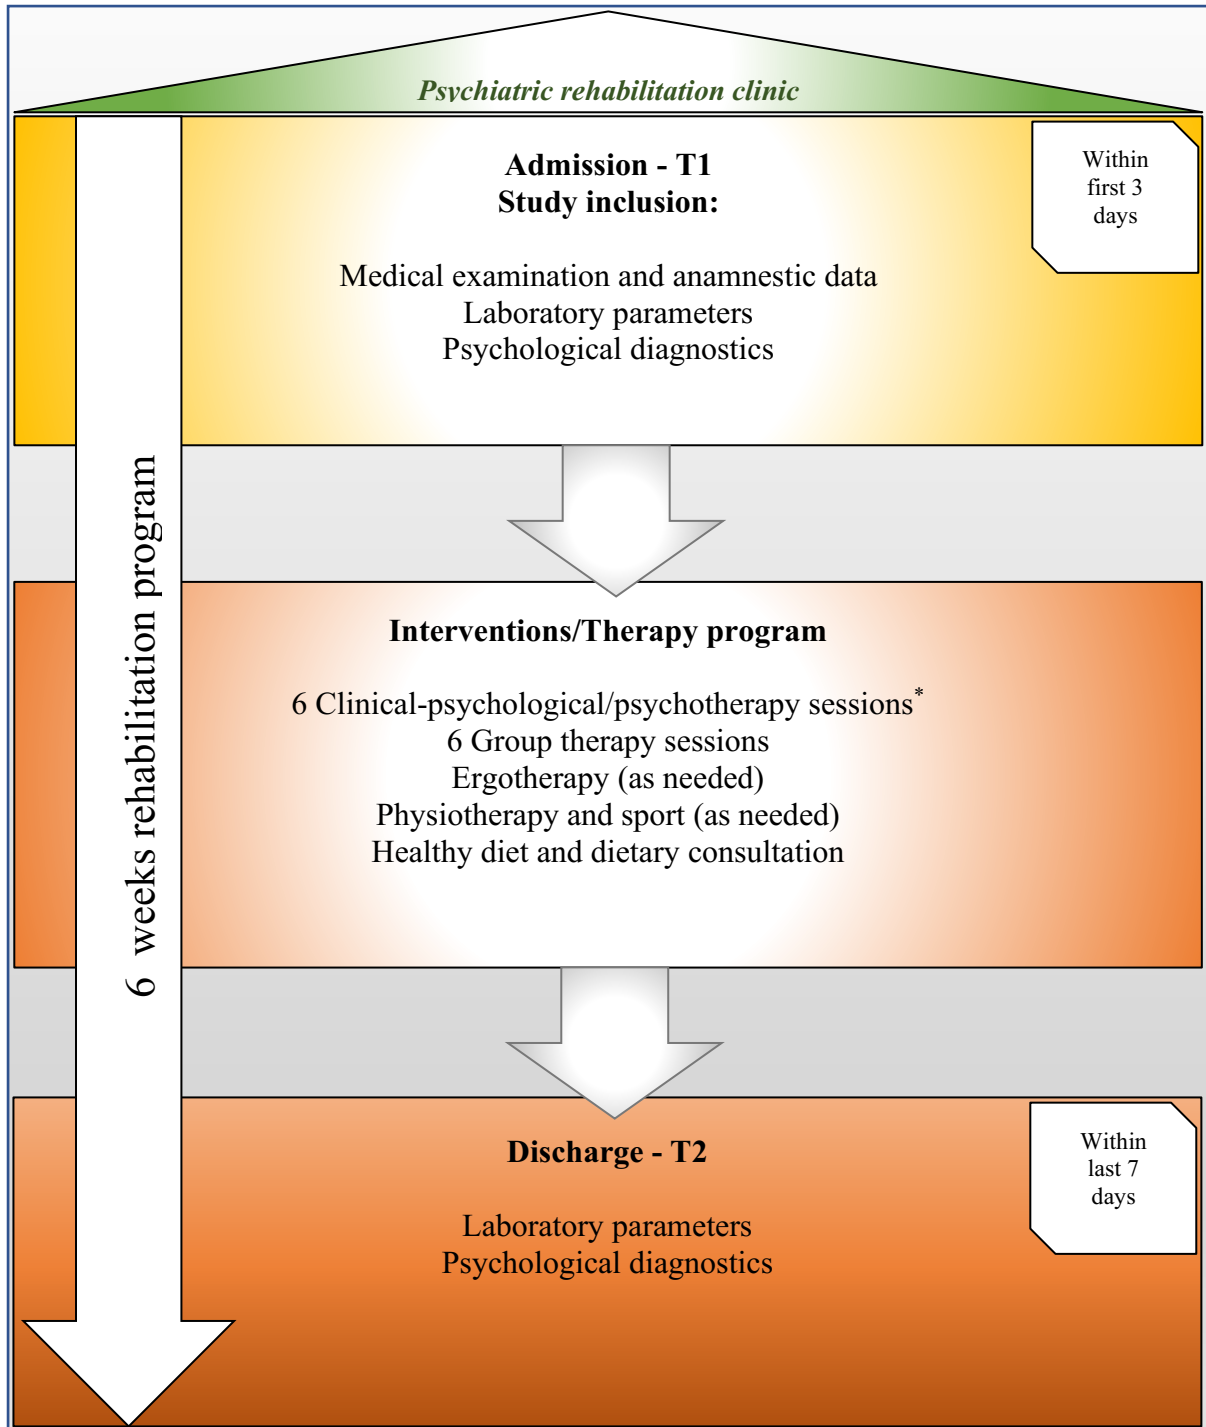 Psychiatric rehabilitation clinic
Admission - T1
Study inclusion:
Within
first 3
days
Medical examination and anamnestic data
Laboratory parameters
Psychological diagnostics
6 weeks rehabilitation program
Interventions/Therapy program
6 Clinical-psychological/psychotherapy sessions*
6 Group therapy sessions
Ergotherapy (as needed)
Physiotherapy and sport (as needed)
Healthy diet and dietary consultation
Discharge - T2
Within
last 7
days
Laboratory parameters
Psychological diagnostics